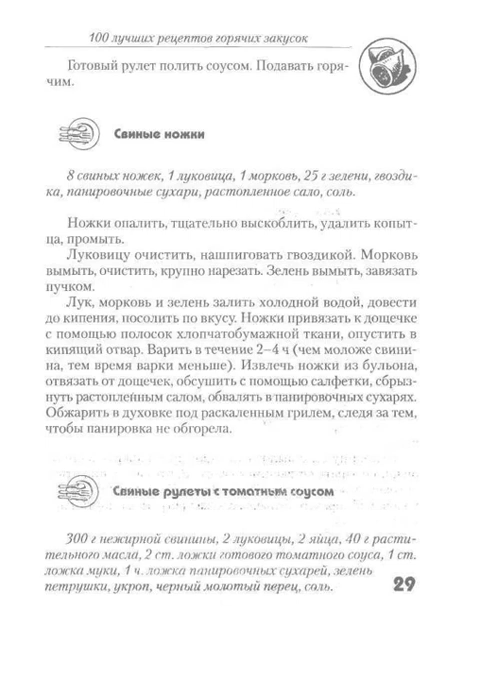 100 лучших рецептов горячих закусок
Готовый рулет полить соусом. Подавать горя-
чим.
Свиные ножки
8 свиных ножек, 1 луковица, 1 морковь, 25 г зелени, гвозди-
ка, панировочные сухари, растопленное сало, соль.
Ножки опалить, тщательно выскоблить, удалить копыт-
ца, промыть.
Луковицу очистить, нашпиговать гвоздикой. Морковь
вымыть, очистить, крупно нарезать. Зелень вымыть, завязать
пучком.
Лук, морковь и зелень залить холодной водой, довести
до кипения, посолить по вкусу. Ножки привязать к дощечке
с помощью полосок хлопчатобумажной ткани, опустить в
кипящий отвар. Варить в течение 2–4 ч (чем моложе свини-
на, тем время варки меньше). Извлечь ножки из бульона,
отвязать от дощечек, обсушить с помощью салфетки, сбрыз-
нуть растопленным салом, обвалять в панировочных сухарях.
Обжарить в духовке под раскаленным грилем, следя за тем,
чтобы панировка не обгорела.
Свиные рулеты с томатным соусом
300 г нежирной свинины, 2 луковицы, 2 яйца, 40 г расти-
тельного масла, 2 ст. ложки готового томатного соуса, 1 ст.
ложка муки, 1 ч. ложка панировочных сухарей, зелень
петрушки, укроп, черный молотый перец, соль.
29